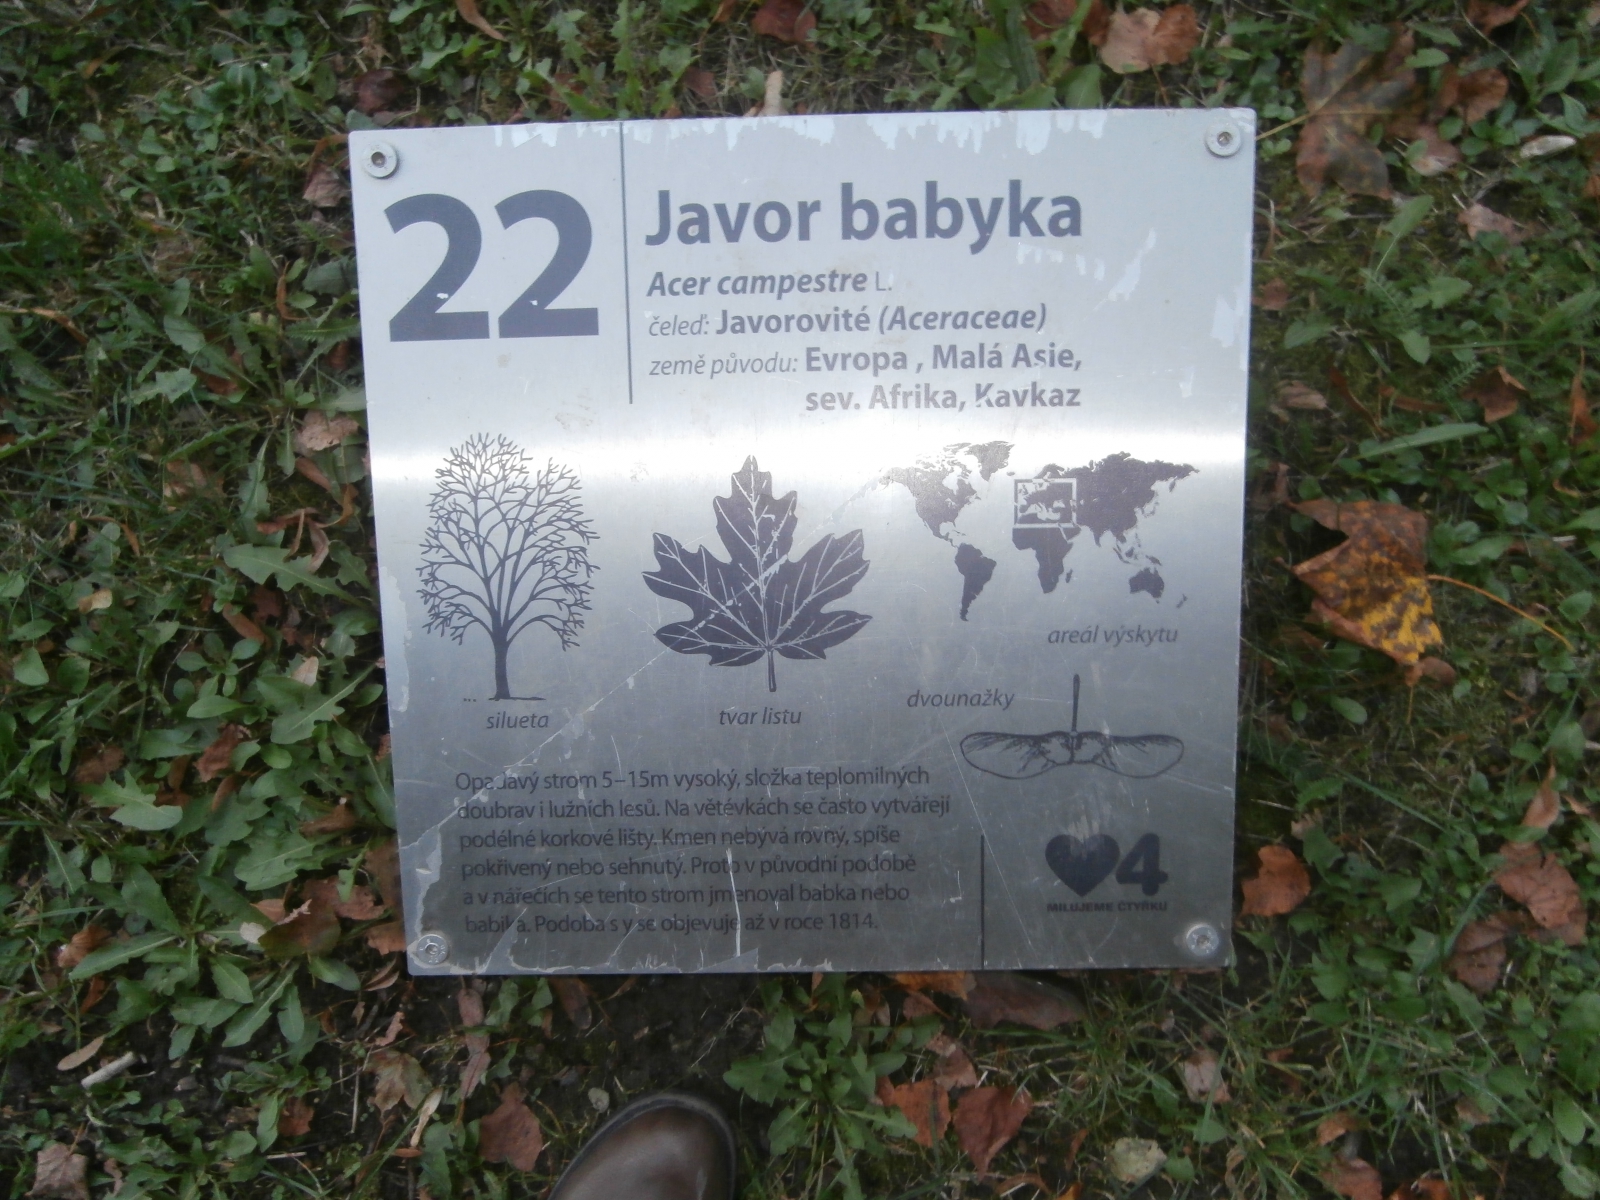 22
Javor babyka
Acer campestre L.
čeleď: Javorovité (Aceraceae)
země původu: Evropa , Malá Asie,
sev. Afrika, Kavkaz
areál výskytu
dvounažky
silueta
tvar listu
Opadavý strom 5–15m vysoký, složka teplomilných
doubrav i lužních lesů. Na větévkách se často vytvářejí
podélné korkové lišty. Kmen nebývá rovný, spíše
pokřivený nebo sehnutý. Proto v původní podobě
a v nářečích se tento strom jmenoval babka nebo
babika. Podoba s y se objevuje až v roce 1814.
4
MILUJEME ČTYŘKU